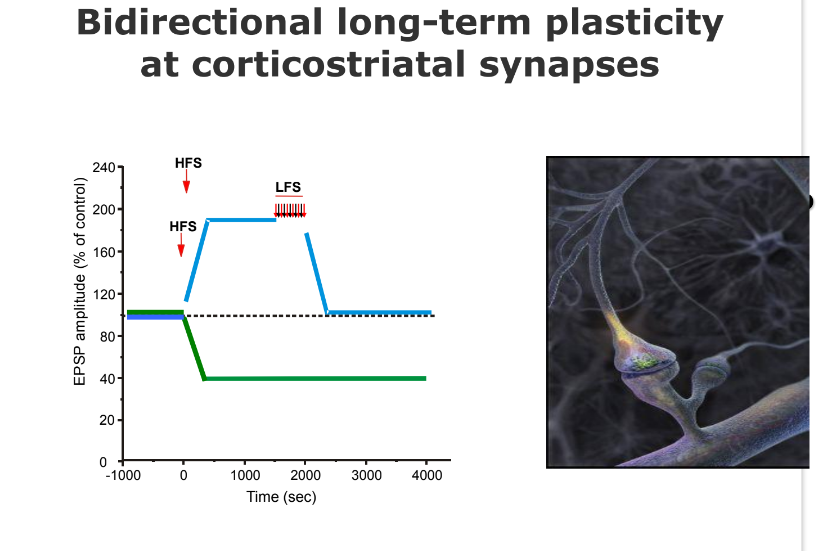 Bidirectional long-term plasticity
at corticostriatal synapses
HFS
HFS
LFS
EPSP amplitude (% of control)
240
200
160
120
80
40
20
0
-1000 0 1000 2000 3000 4000
Time (sec)